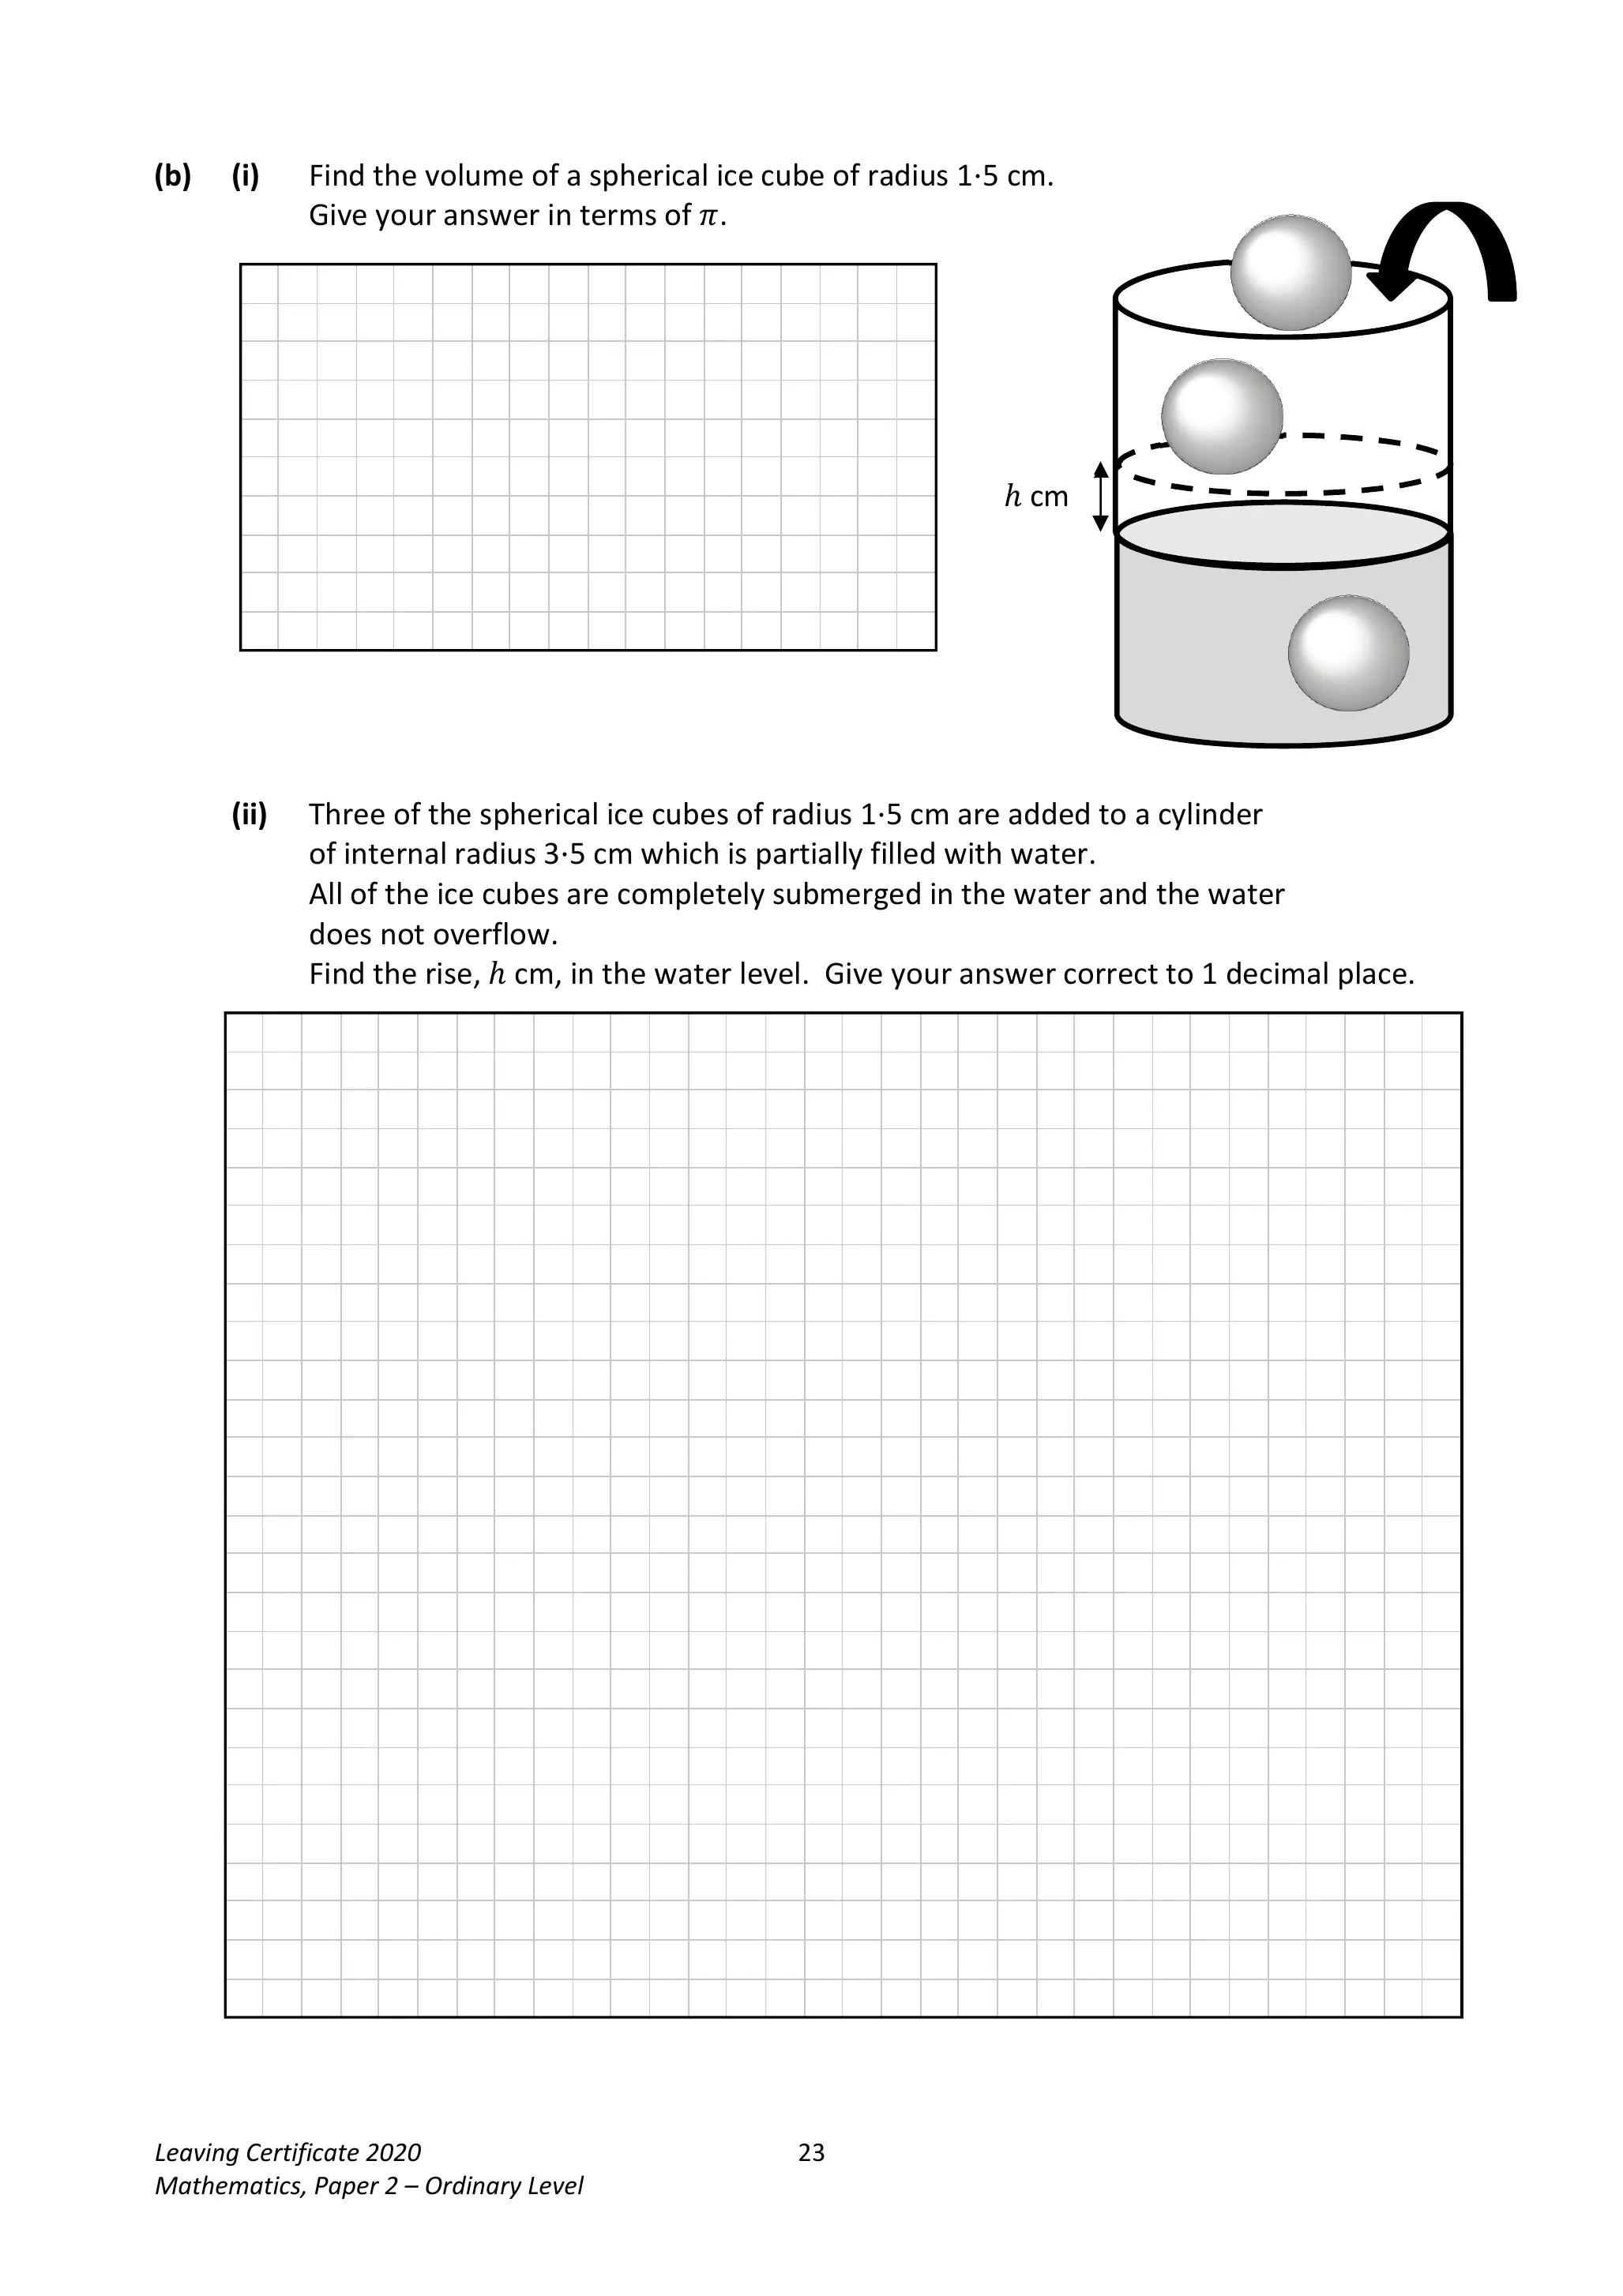 (b) (i) Find the volume of a spherical ice cube of radius 1·5 cm.
Give your answer in terms of π.
h cm
(ii) Three of the spherical ice cubes of radius 1·5 cm are added to a cylinder
of internal radius 3·5 cm which is partially filled with water.
All of the ice cubes are completely submerged in the water and the water
does not overflow.
Find the rise, h cm, in the water level. Give your answer correct to 1 decimal place.
Leaving Certificate 2020 23
Mathematics, Paper 2 – Ordinary Level